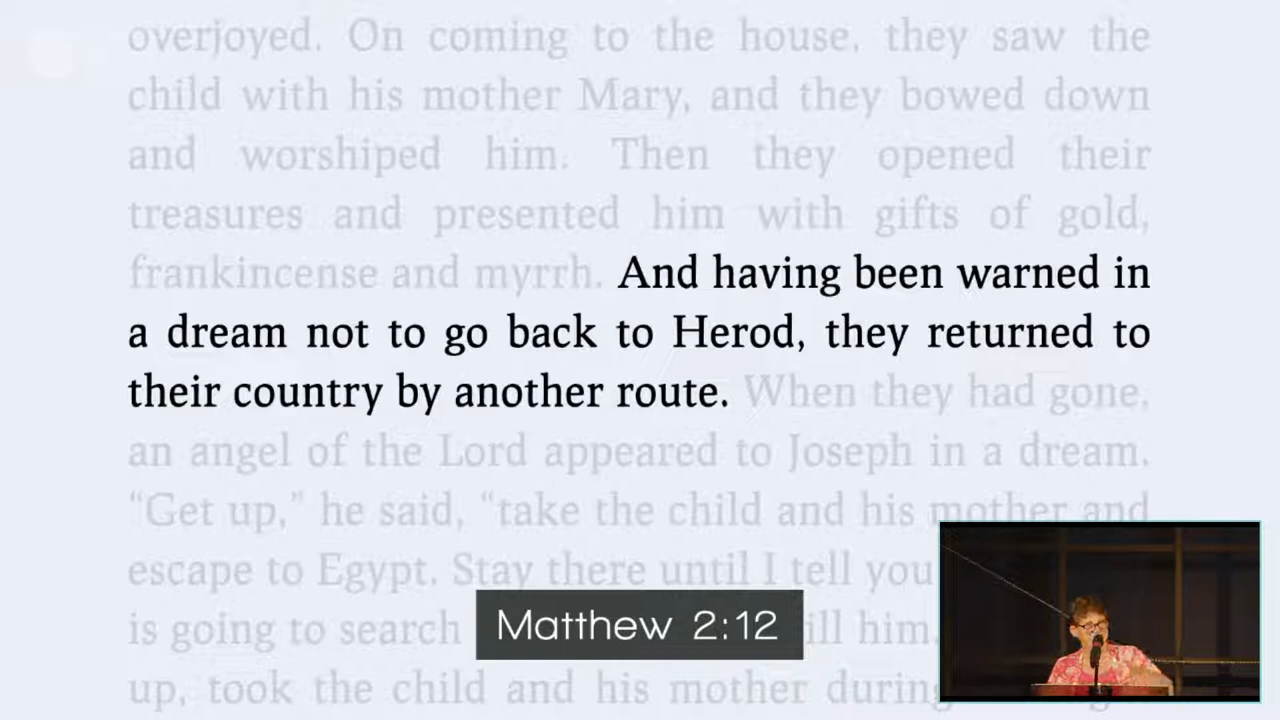 overjoyed. On coming to the house, they saw the
child with his mother Mary, and they bowed down
and worshiped him. Then they opened their
treasures and presented him with gifts of gold,
frankincense and myrrh. And having been warned in
a dream not to go back to Herod, they returned to
their country by another route. When they had gone,
an angel of the Lord appeared to Joseph in a dream.
“Get up,” he said, “take the child and his mother and
escape to Egypt. Stay there until I tell you
is going to search ill him.
Matthew 2:12
up, took the child and his mother during